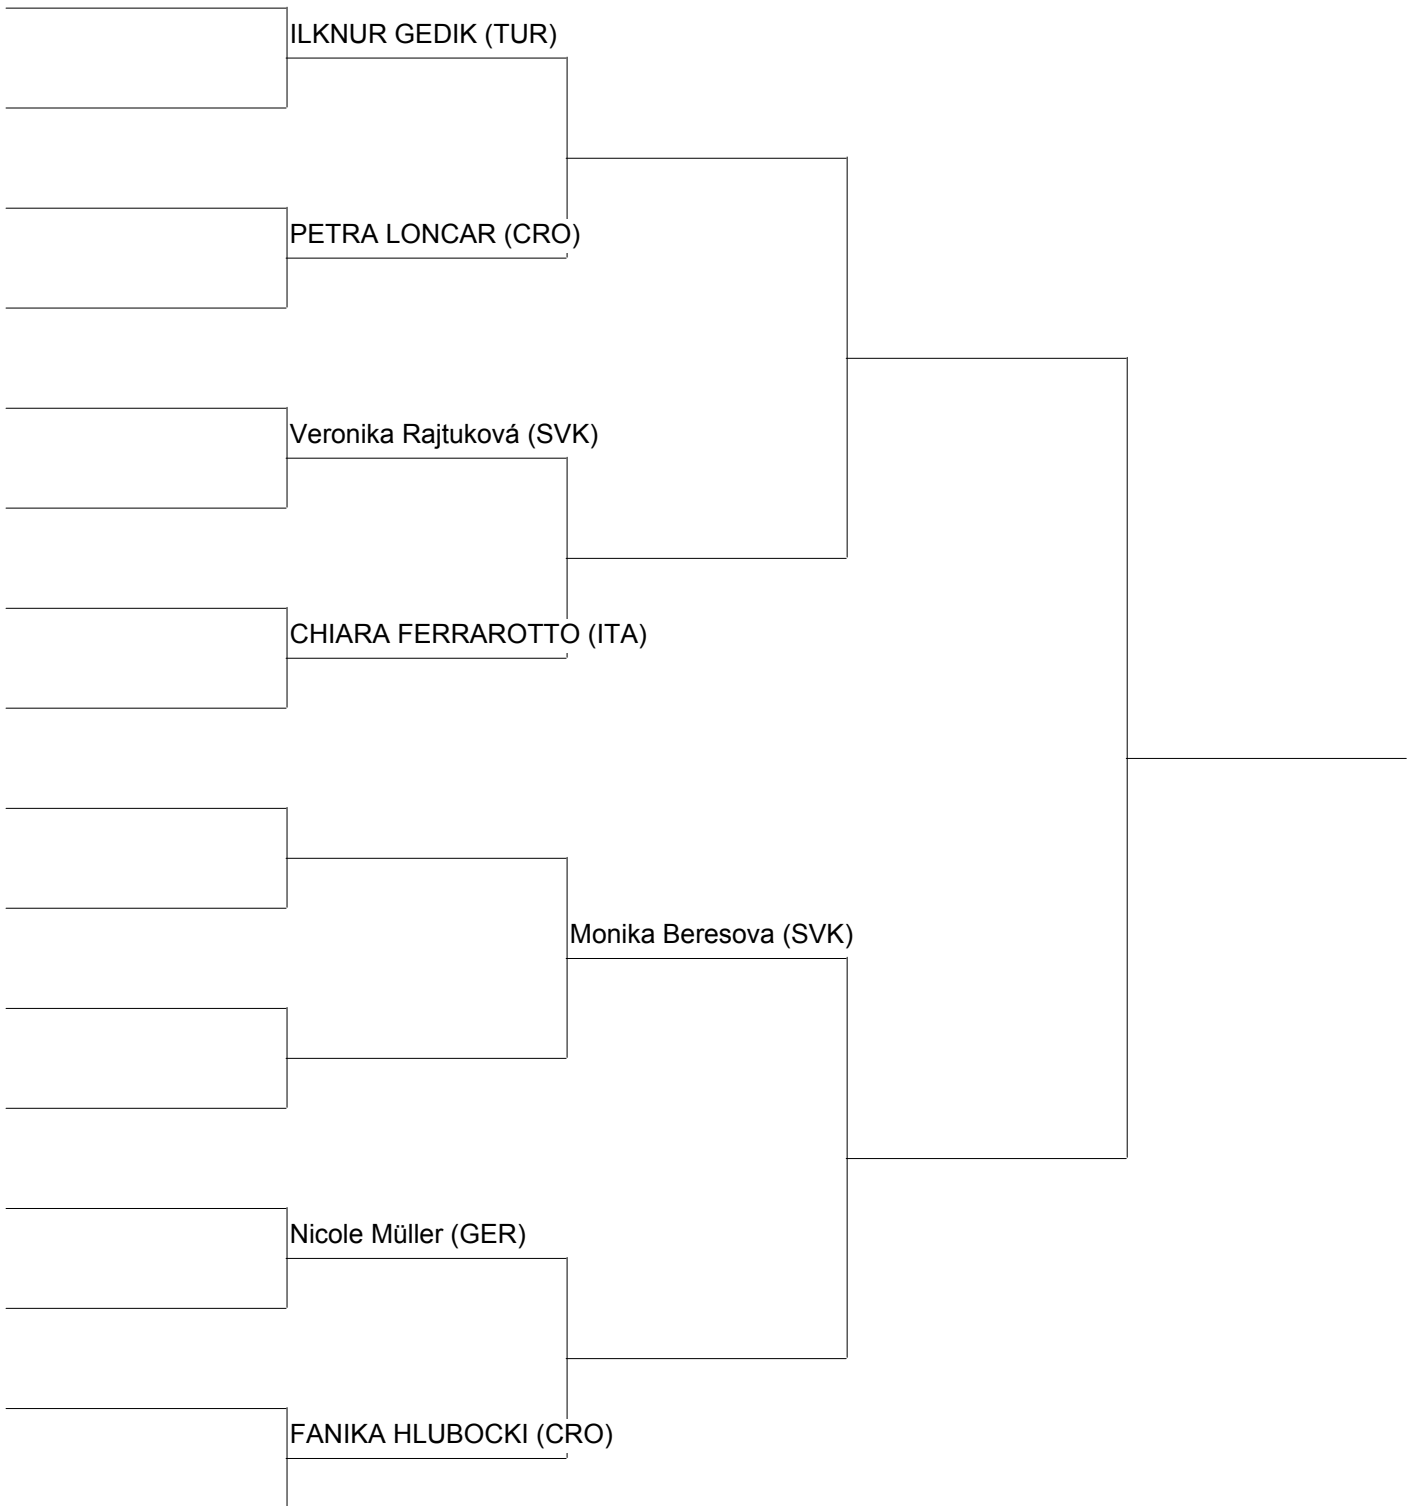 ILKNUR GEDIK (TUR)
PETRA LONCAR (CRO)
Veronika Rajtuková (SVK)
CHIARA FERRAROTTO (ITA)
Monika Beresova (SVK)
Nicole Müller (GER)
FANIKA HLUBOCKI (CRO)